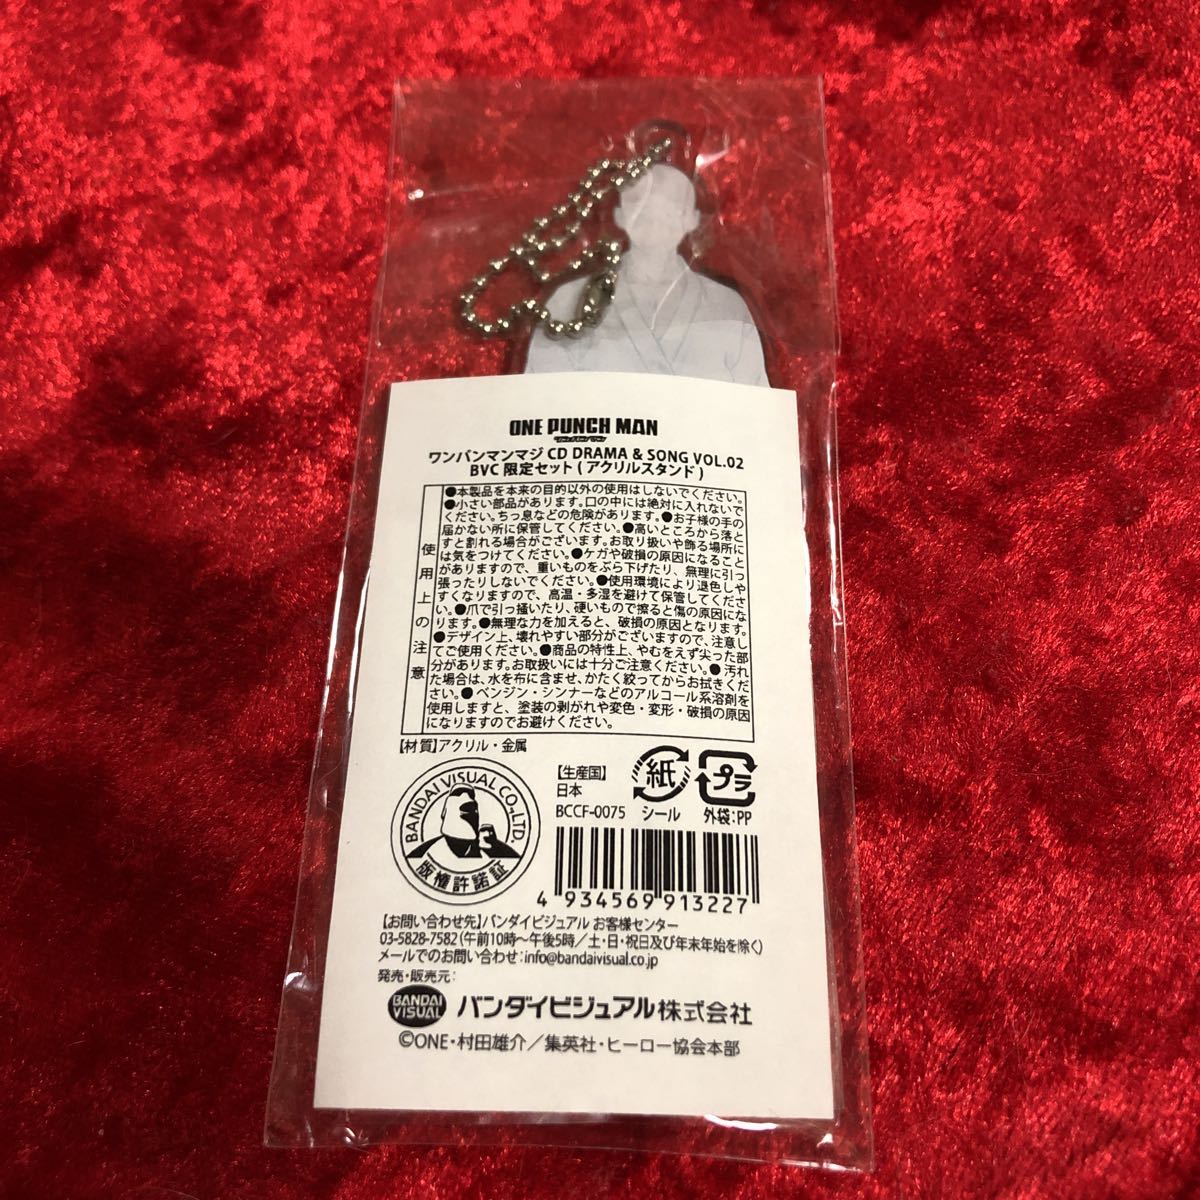 ONE PUNCH MAN
ワンパンマン
ワンパンマンマジ CD DRAMA & SONG VOL.02
BVC 限定セット ( アクリルスタンド )
使用上の注意
●本製品を本来の目的以外の使用はしないでください。
●小さい部品があります。口の中には絶対に入れないで
ください。ちっ息などの危険があります。●お子様の手の
届かない所に保管してください。●高いところから落と
すと割れる場合がございます。お取り扱いや飾る場所に
は気をつけてください。●ケガや破損の原因になること
がありますので、重いものをぶら下げたり、無理に引っ
張ったりしないでください。●使用環境により退色しや
すくなりますので、高温・多湿を避けて保管してくださ
い。●爪で引っ掻いたり、硬いもので擦ると傷の原因にな
ります。●無理な力を加えると、破損の原因となります。
●デザイン上、壊れやすい部分がございますので、注意し
てご使用ください。●商品の特性上、やむをえず尖った部
分があります。お取扱いには十分ご注意ください。●汚れ
た場合は、水を布に含ませ、かたく絞ってからお拭きくだ
さい。●ベンジン・シンナーなどのアルコール系溶剤を
使用しますと、塗装の剥がれや変色・変形・破損の原因
になりますのでお避けください。
【材質】アクリル・金属
BANDAI VISUAL CO.,LTD.
版権許諾証
【生産国】
日本
BCCF-0075
紙
シール
プラ
外袋:PP
4 934569 913227
【お問い合わせ先】バンダイビジュアル お客様センター
03-5828-7582(午前10時〜午後5時/土・日・祝日及び年末年始を除く)
メールでのお問い合わせ:info@bandaivisual.co.jp
発売・販売元:
BANDAI VISUAL バンダイビジュアル株式会社
©ONE・村田雄介/集英社・ヒーロー協会本部